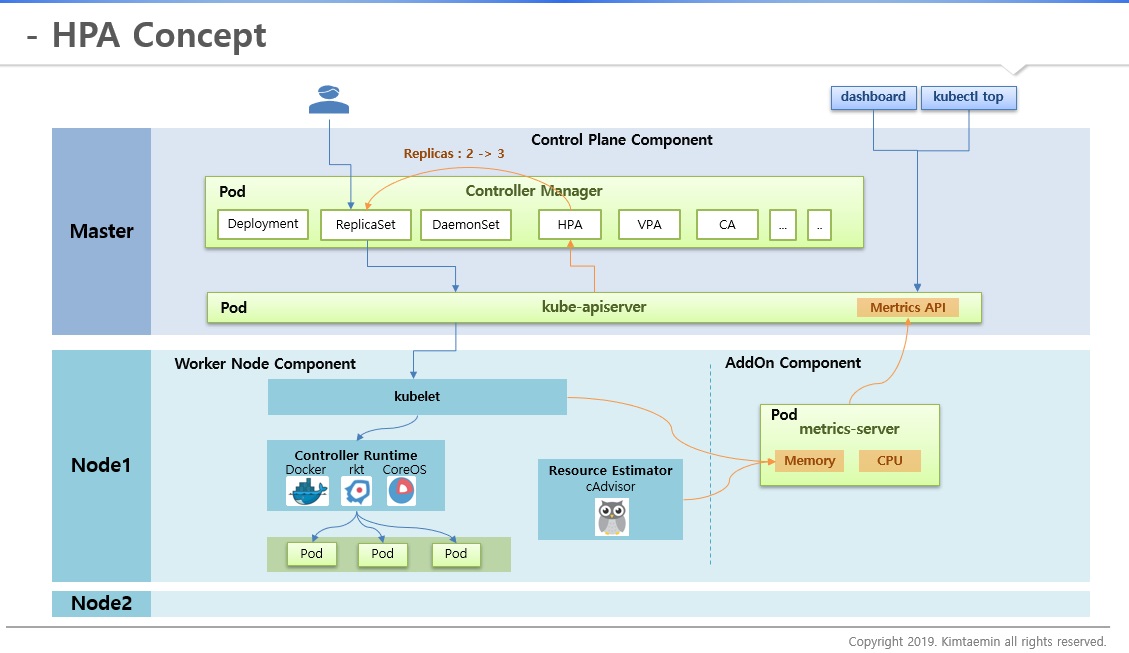 - HPA Concept
dashboard
kubectl top
Control Plane Component
Replicas : 2 -> 3
Master
Pod
Controller Manager
Deployment
ReplicaSet
DaemonSet
HPA
VPA
CA
...
..
Pod
kube-apiserver
Mertrics API
Worker Node Component
AddOn Component
Node1
kubelet
Pod
metrics-server
Memory
CPU
Controller Runtime
Docker
rkt
CoreOS
Resource Estimator
cAdvisor
Pod
Pod
Pod
Node2
Copyright 2019. Kimtaemin all rights reserved.